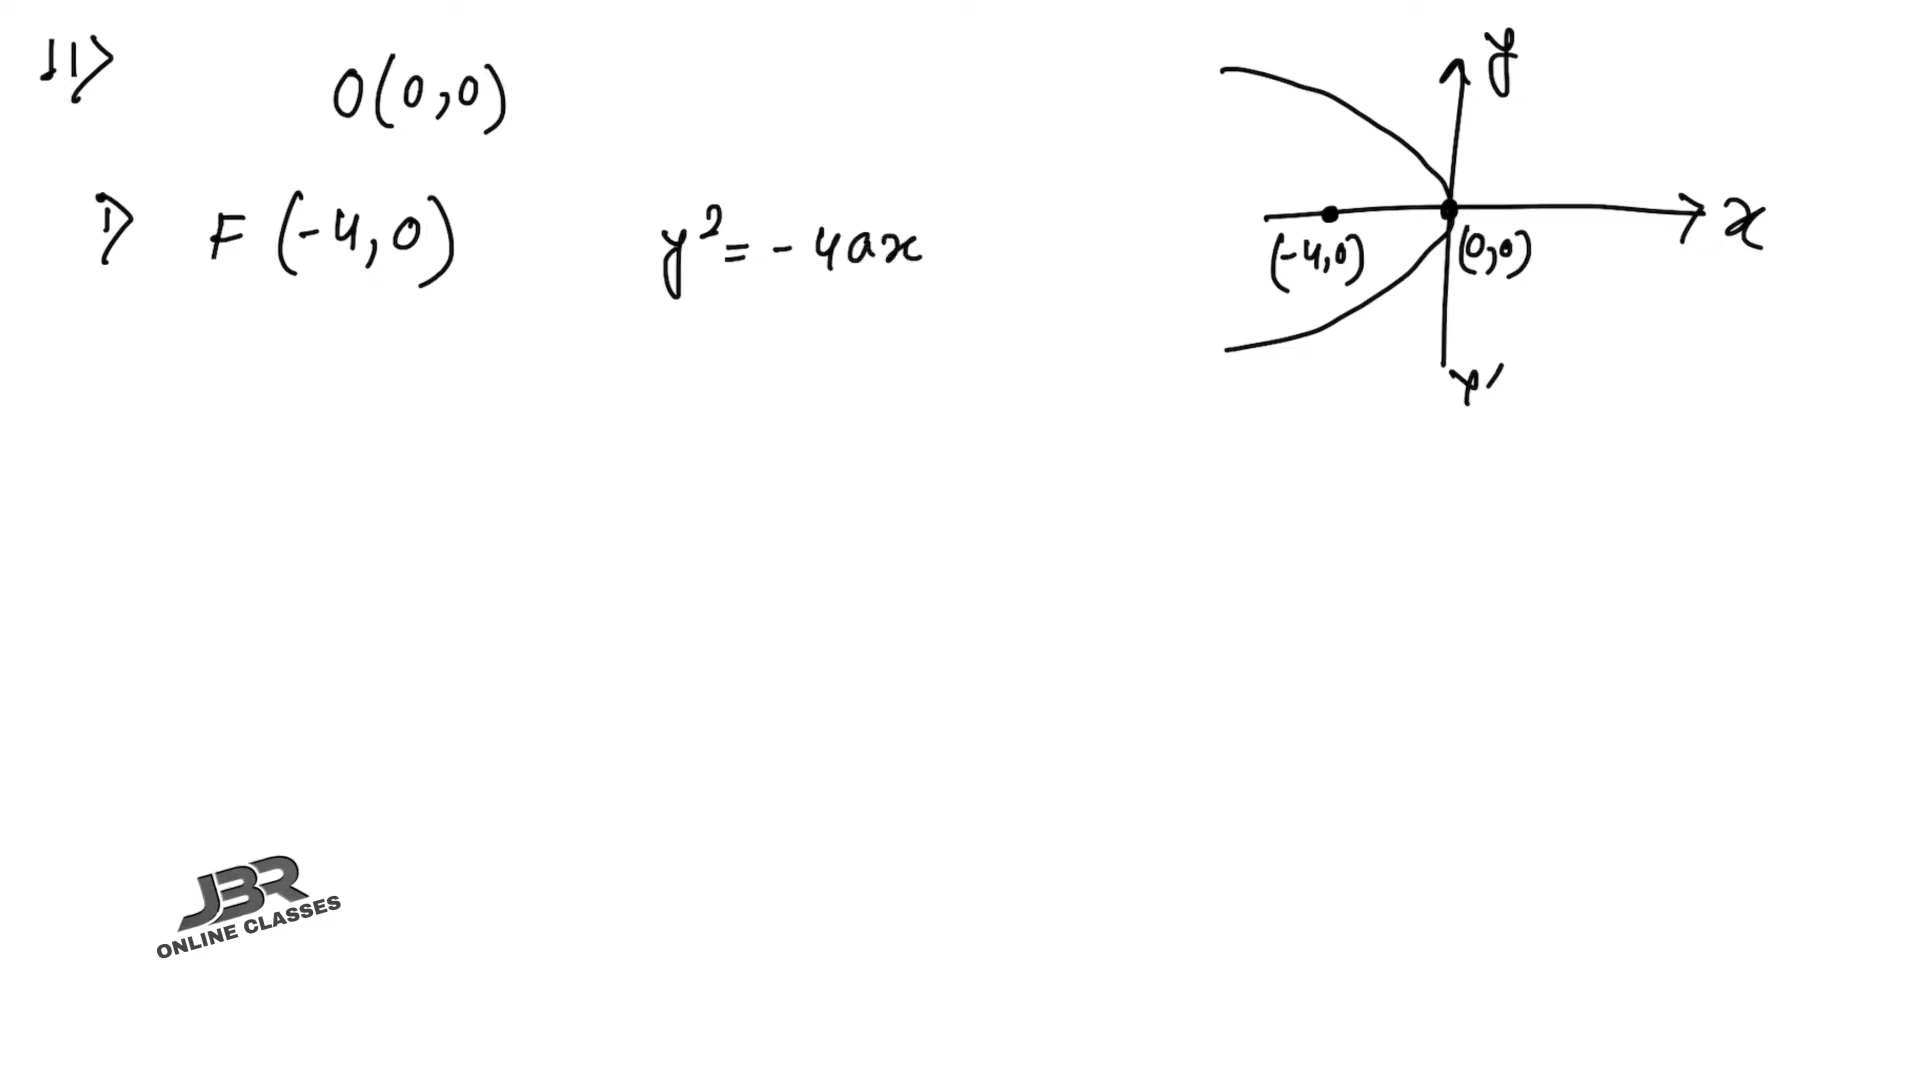 11>
O(0,0)
i> F(-4,0) y²= -4ax
y
x
(-4,0) (0,0)
y'
JBR
ONLINE CLASSES